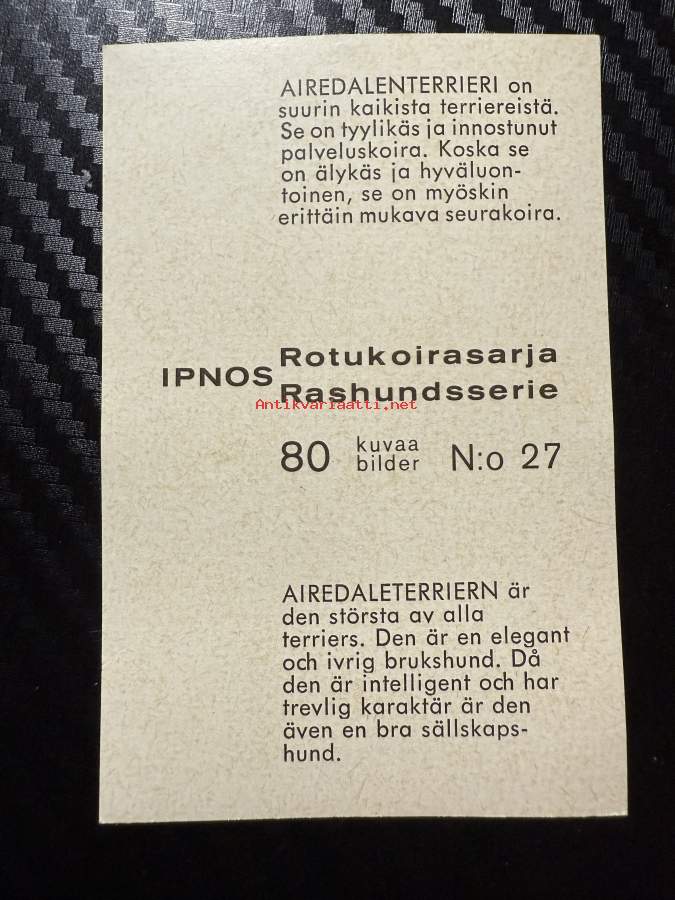 AIREDALENTERRIERI on
suurin kaikista terriereistä.
Se on tyylikäs ja innostunut
palveluskoira. Koska se
on älykäs ja hyväluon-
toinen, se on myöskin
erittäin mukava seurakoira.
IPNOS Rotukoirasarja
Rashundsserie
Antikvariaatti.net
80 kuvaa
bilder N:o 27
AIREDALETERRIERN är
den största av alla
terriers. Den är en elegant
och ivrig brukshund. Då
den är intelligent och har
trevlig karaktär är den
även en bra sällskaps-
hund.